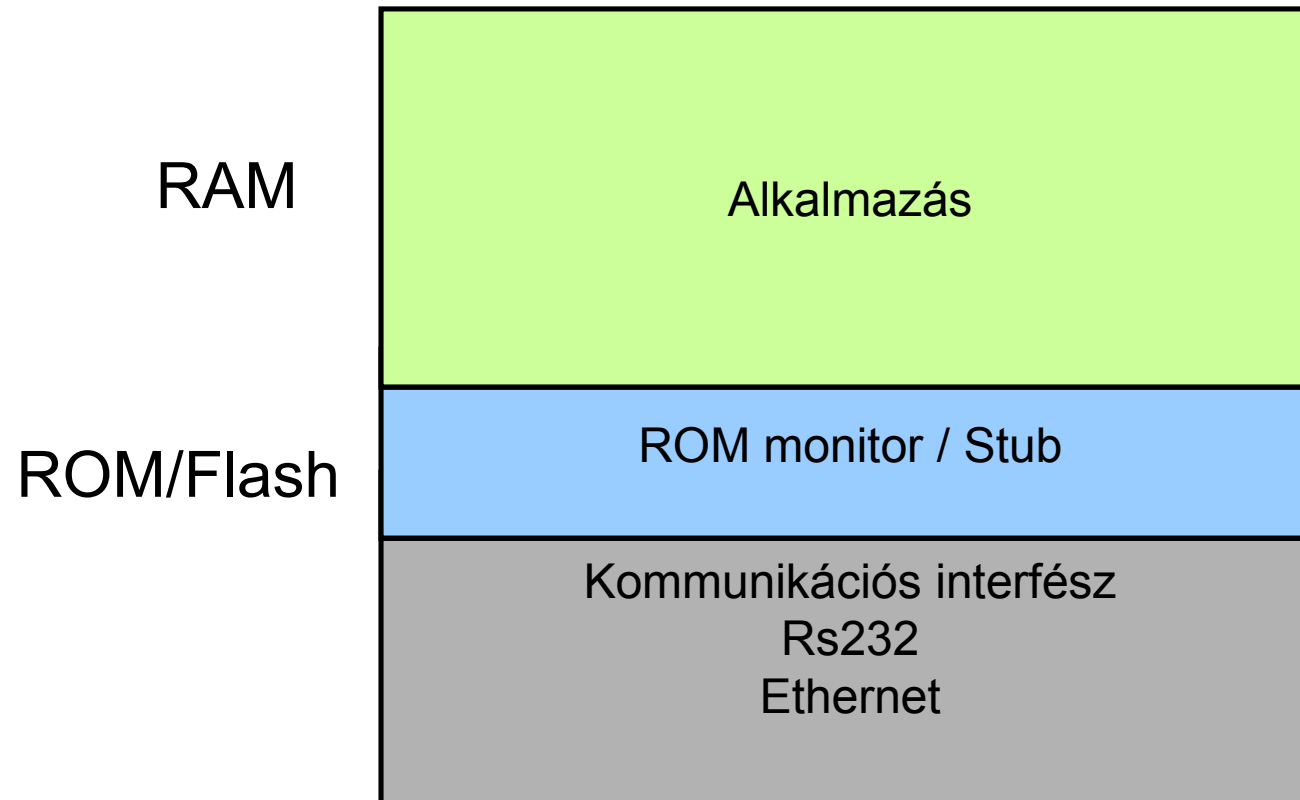 RAM
Alkalmazás
ROM/Flash
ROM monitor / Stub
Kommunikációs interfész
Rs232
Ethernet